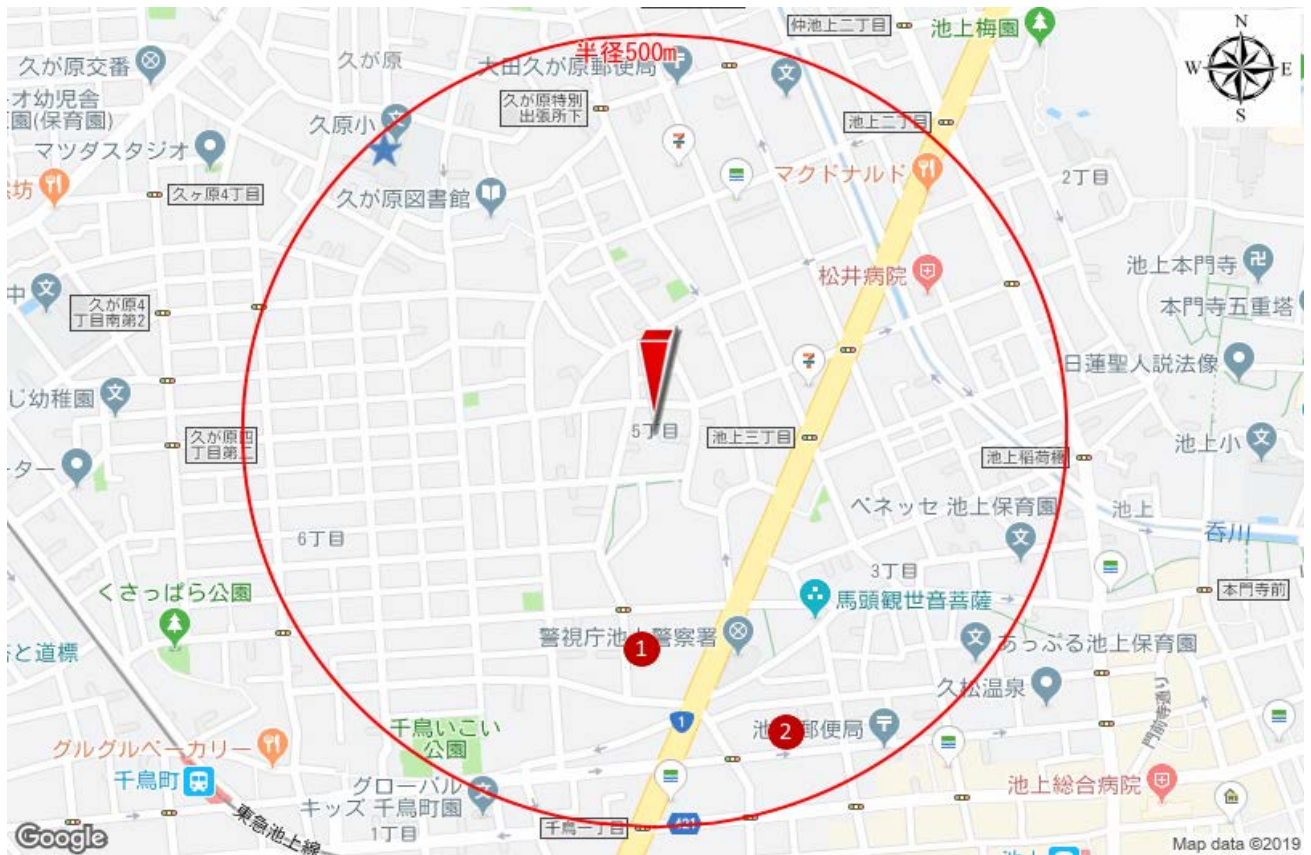 仲池上二丁目
池上梅園
N
W
E
S
久が原交番
久が原
半径500m
大田久が原郵便局
オ幼児舎
園(保育園)
久が原特別
出張所下
久原小
池上二丁目
マツダスタジオ
マクドナルド
2丁目
久ヶ原4丁目
久が原図書館
松井病院
池上本門寺
中
久が原4
丁目南第2
本門寺五重塔
日蓮聖人説法像
じ幼稚園
久が原四
丁目第二
5丁目
池上三丁目
池上小
ーター
池上稲荷橋
ベネッセ 池上保育園
池上
呑川
6丁目
3丁目
くさっぱら公園
本門寺前
馬頭観世音菩薩
警視庁池上警察署
1
と道標
あっぷる池上保育園
久松温泉
門前寺通り
1
千鳥いこい
公園
2
郵便局
グルグルベーカリー
千鳥町
グローバル
キッズ 千鳥町園
池上総合病院
東急池上線
1丁目
千鳥一丁目
421
Google
Map data ©2019